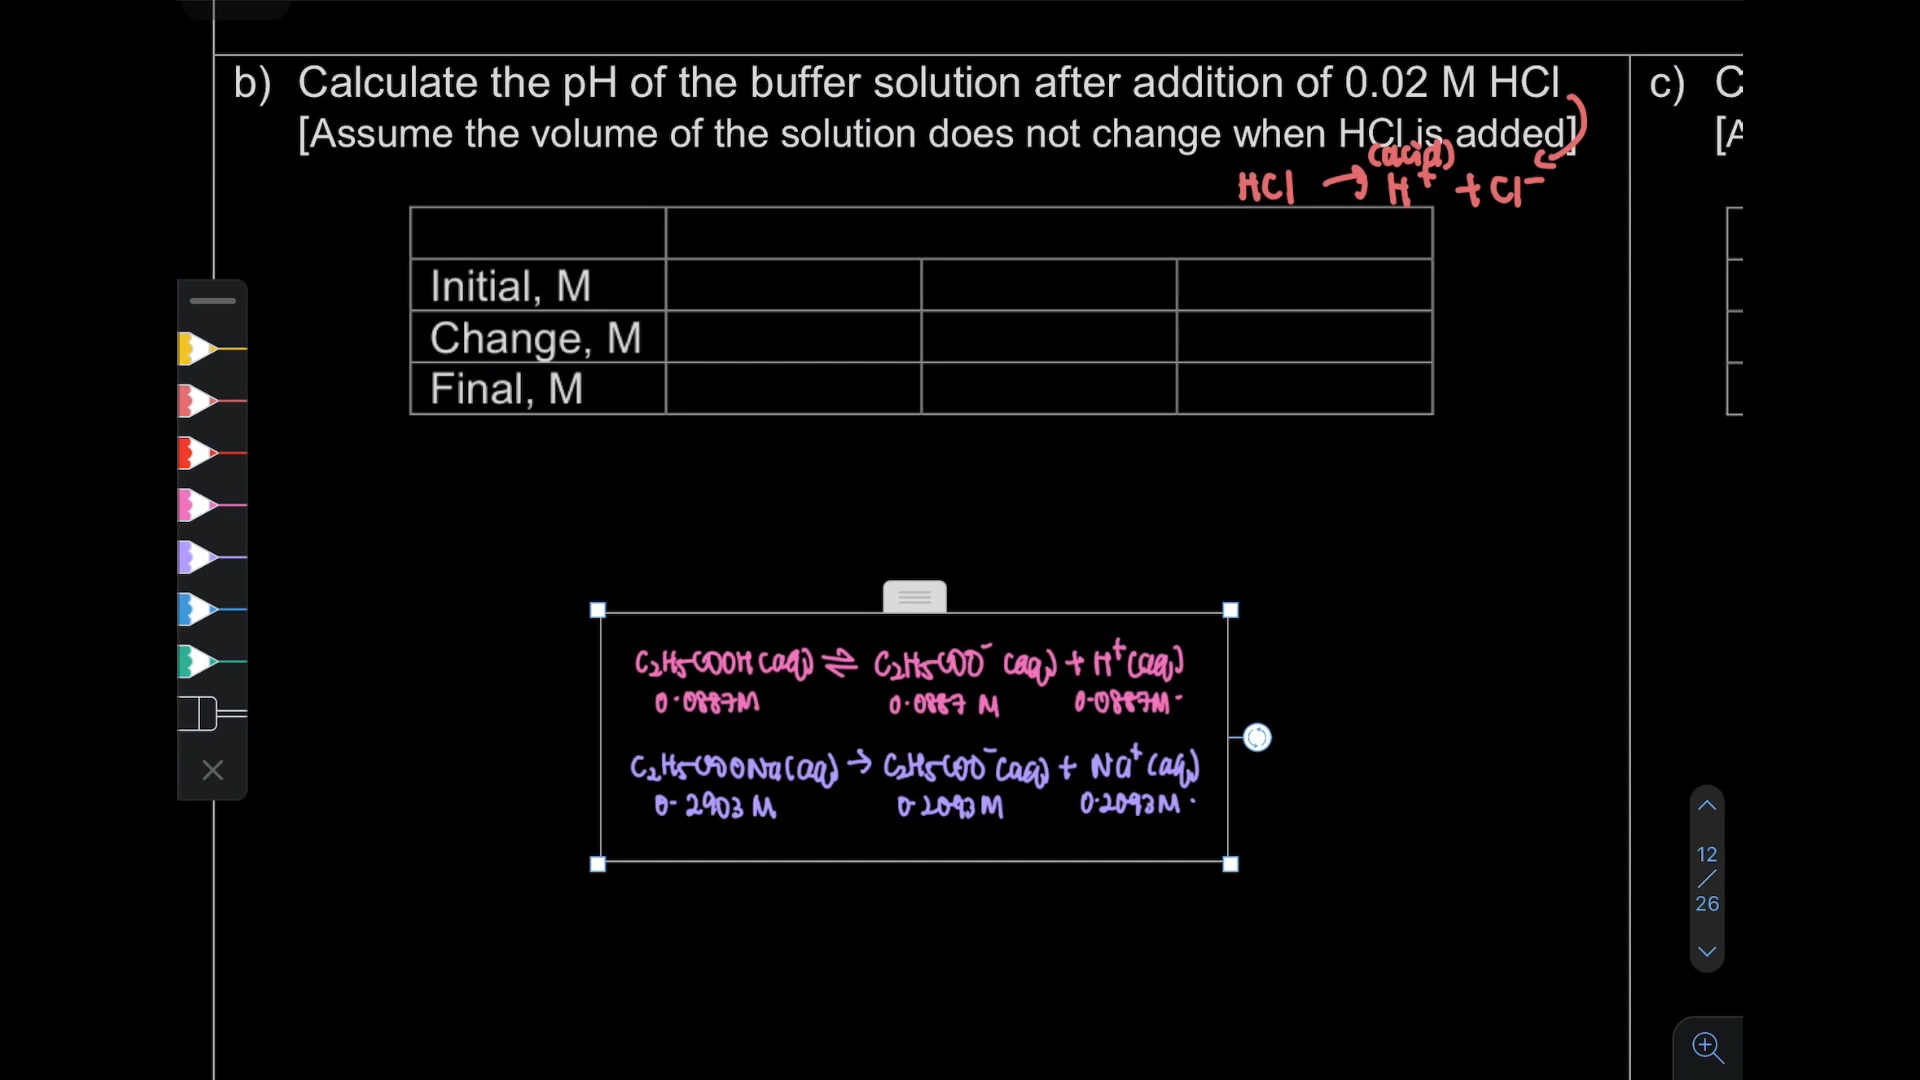 b) Calculate the pH of the buffer solution after addition of 0.02 M HCl
[Assume the volume of the solution does not change when HCl is added]
(acid)
HCl → H⁺ + Cl⁻
Initial, M
Change, M
Final, M
C₂H₅COOH (aq) ⇌ C₂H₅COO⁻ (aq) + H⁺ (aq)
0.0887M 0.0887 M 0.0887M.
C₂H₅COONa (aq) → C₂H₅COO⁻ (aq) + Na⁺ (aq)
0.2903 M 0.2093 M 0.2093M.
c) C
[A
12
/
26